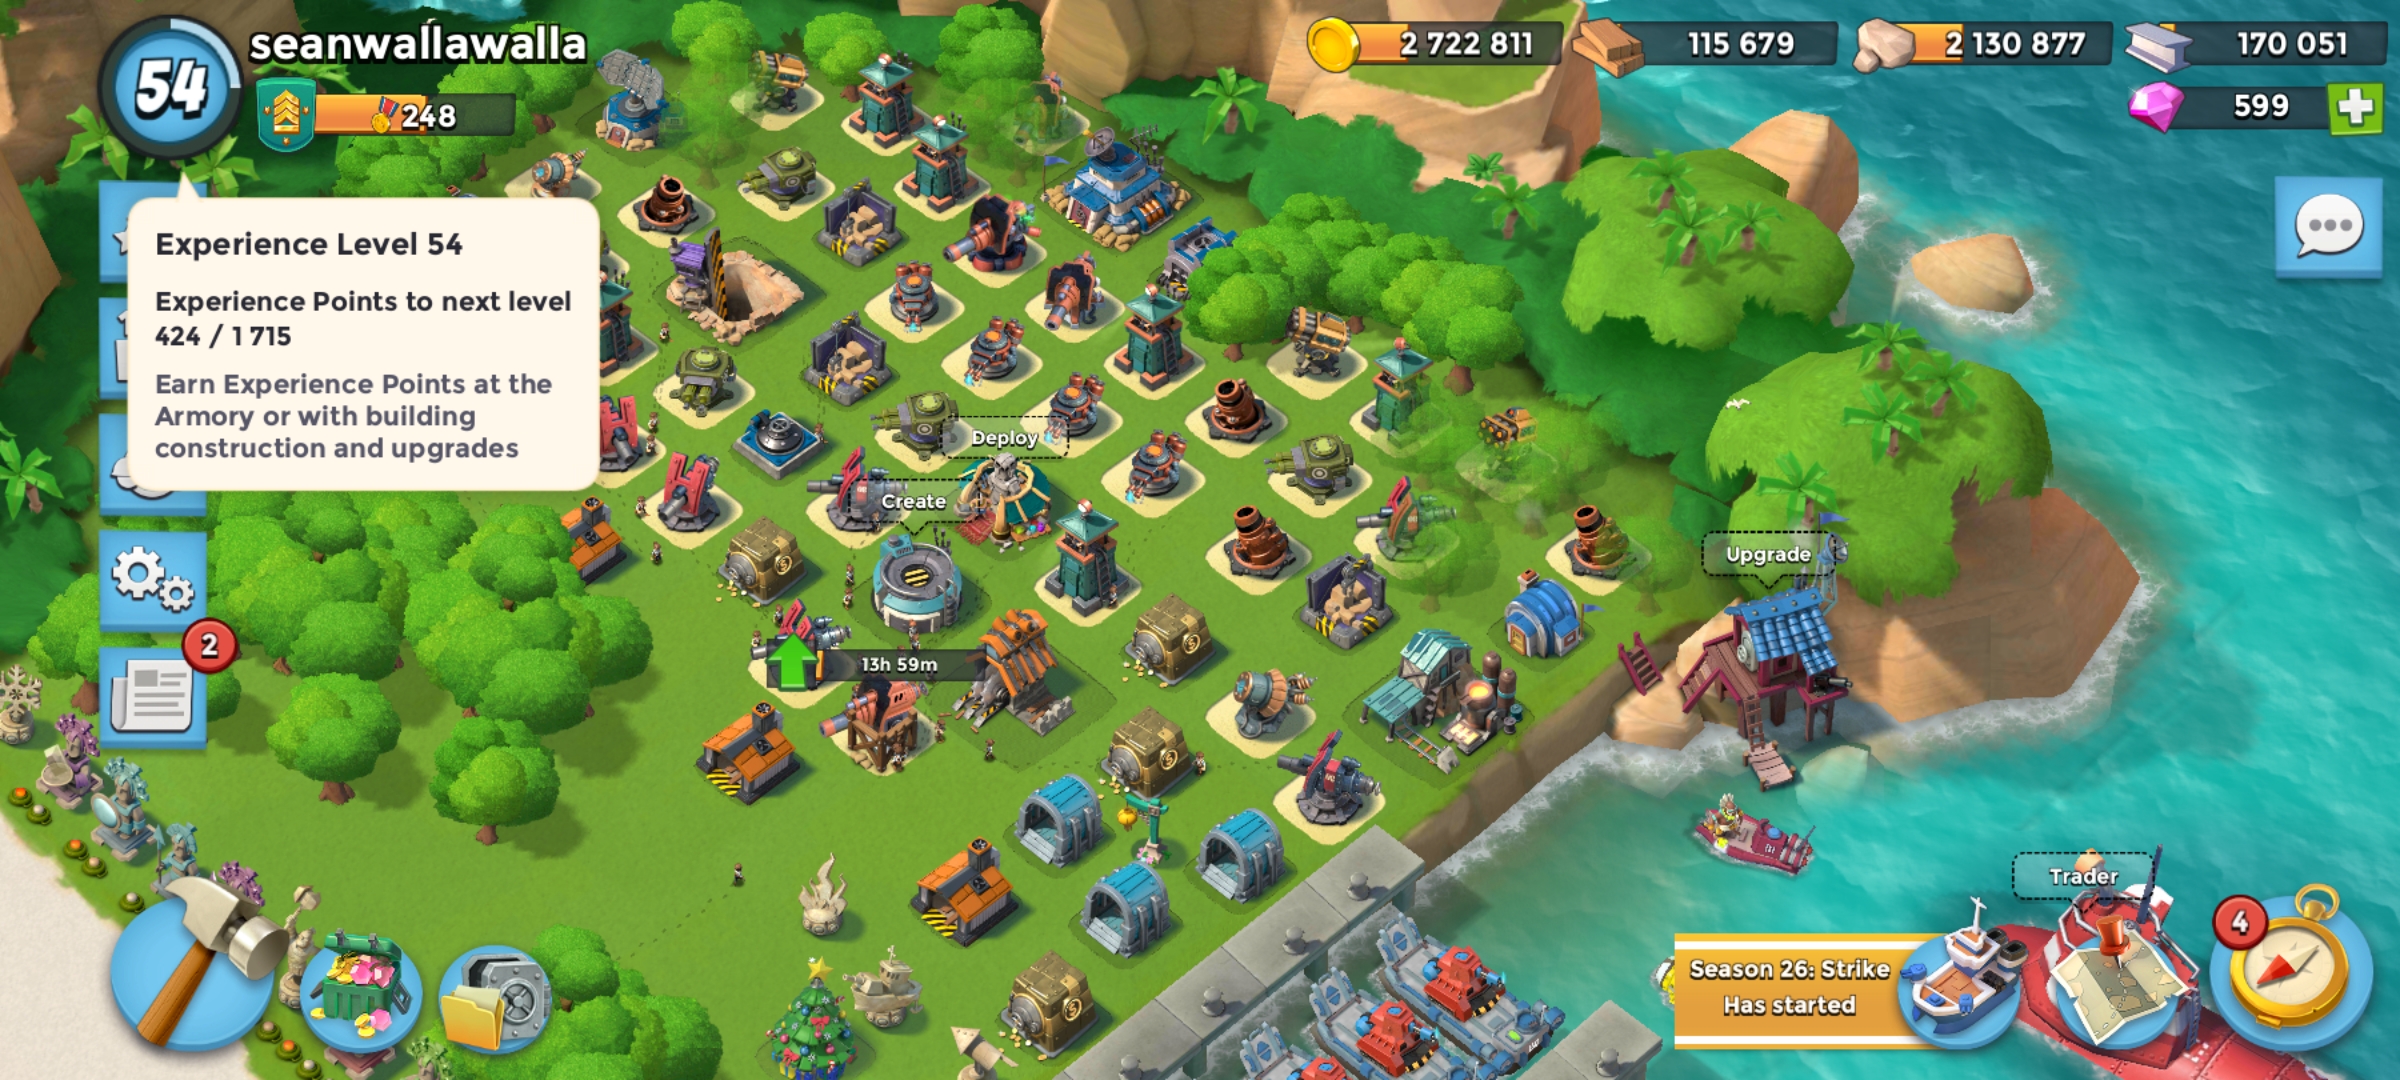 54
seanwallawalla
248
2 722 811
115 679
2 130 877
170 051
599
Experience Level 54
Experience Points to next level
424 / 1 715
Earn Experience Points at the
Armory or with building
construction and upgrades
Deploy
Create
Upgrade
2
13h 59m
Trader
4
Season 26: Strike
Has started